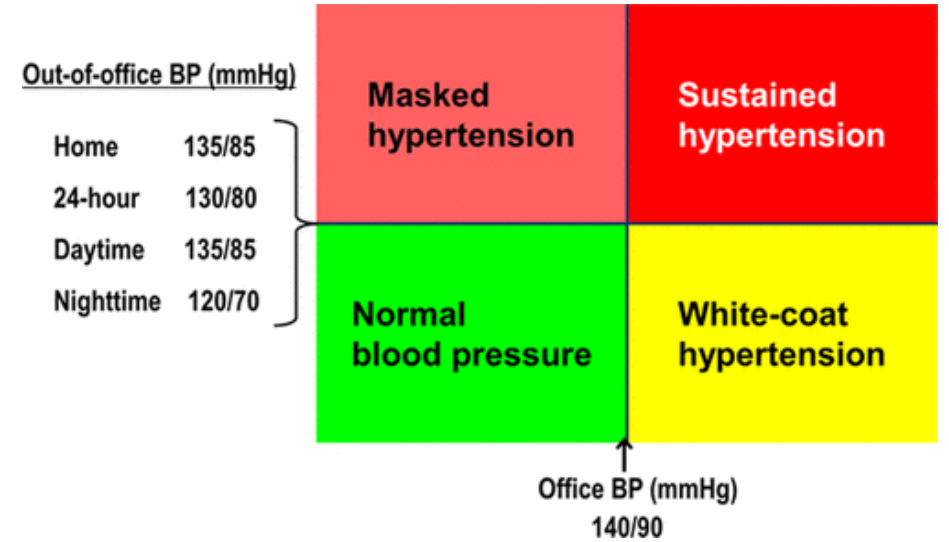 Out-of-office BP (mmHg)
Home 135/85
24-hour 130/80
Daytime 135/85
Nighttime 120/70
Masked
hypertension
Sustained
hypertension
Normal
blood pressure
White-coat
hypertension
Office BP (mmHg)
140/90